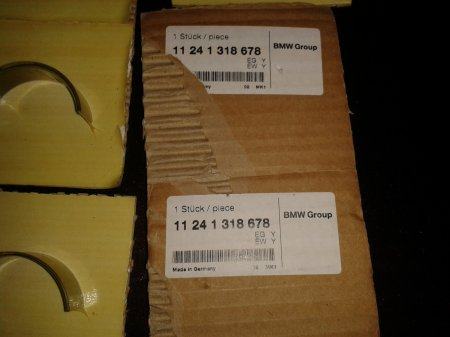 1 Stück / piece
BMW Group
11 24 1 318 678
EG Y
EW Y
1 Stück / piece
BMW Group
11 24 1 318 678
EG Y
EW Y
Made in Germany